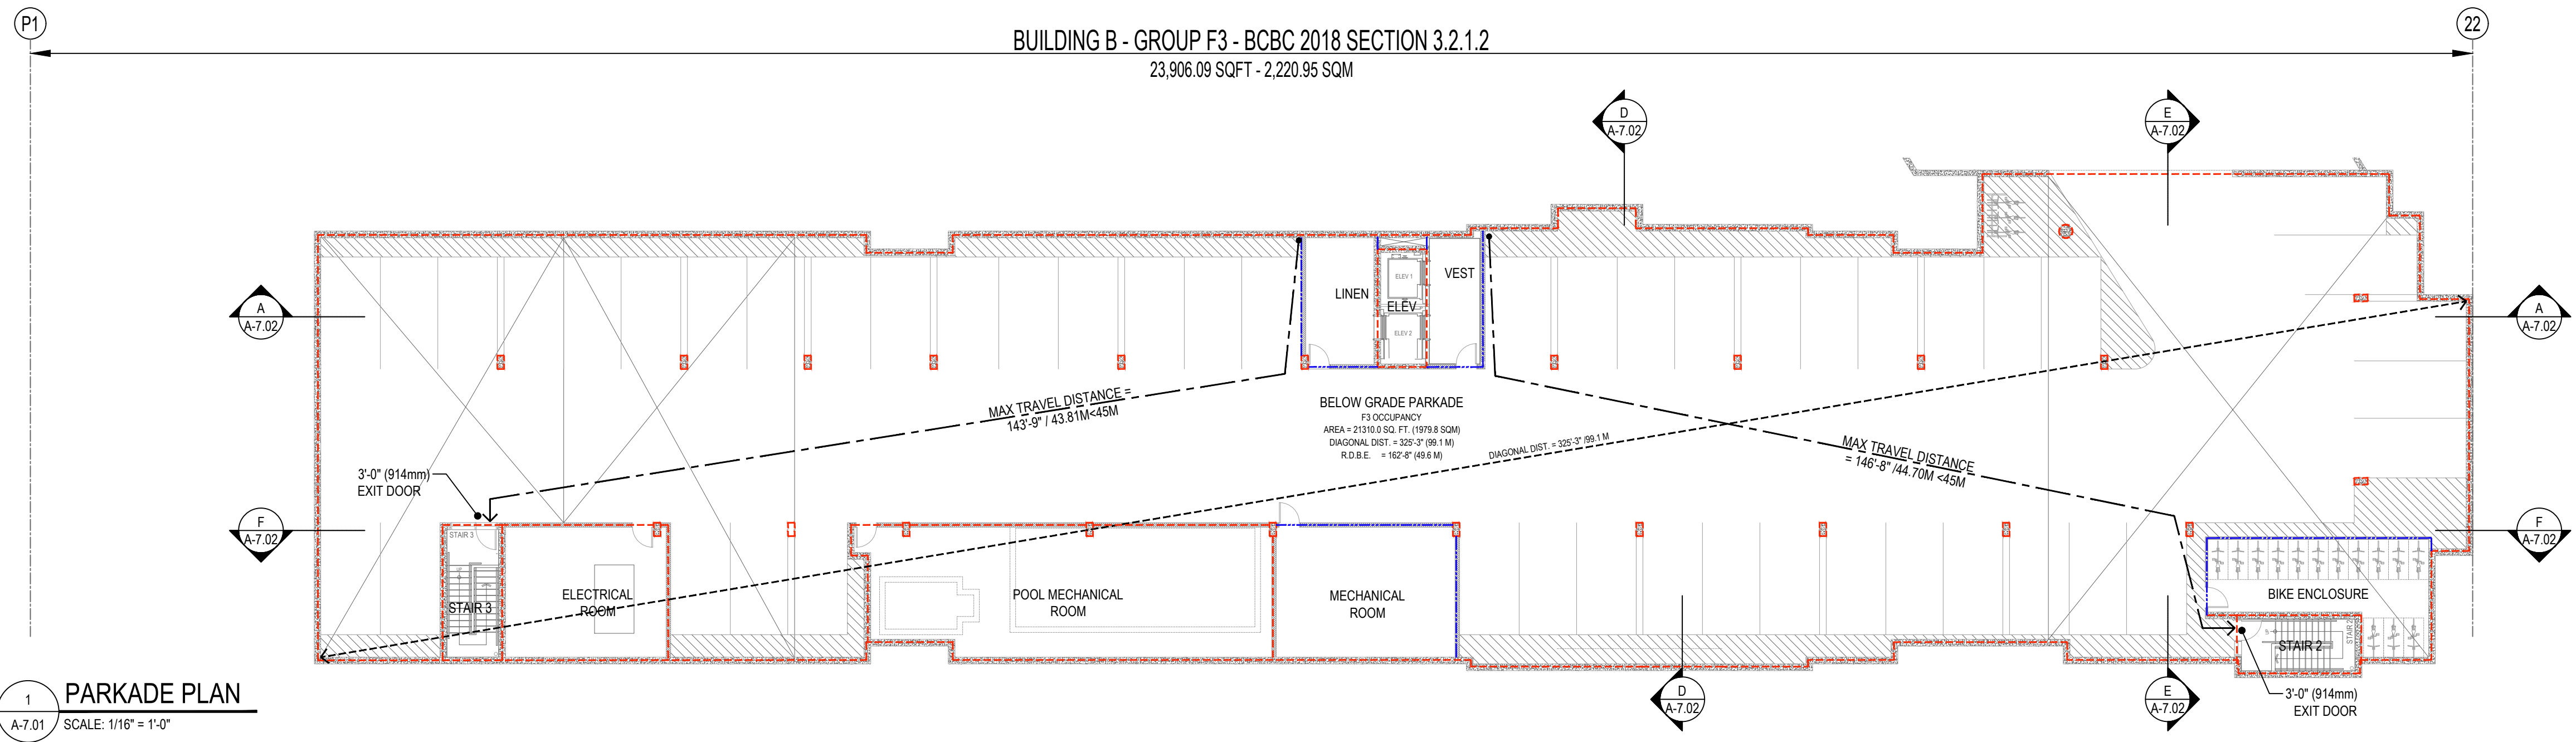 P1
22
BUILDING B - GROUP F3 - BCBC 2018 SECTION 3.2.1.2
23,906.09 SQFT - 2,220.95 SQM
D
A-7.02
E
A-7.02
A
A-7.02
A
A-7.02
LINEN
ELEV 1
ELEV
ELEV 2
VEST
MAX TRAVEL DISTANCE =
143'-9" / 43.81M<45M
BELOW GRADE PARKADE
F3 OCCUPANCY
AREA = 21310.0 SQ. FT. (1979.8 SQM)
DIAGONAL DIST. = 325'-3" (99.1 M)
R.D.B.E. = 162'-8" (49.6 M)
DIAGONAL DIST. = 325'-3" /99.1 M
MAX TRAVEL DISTANCE
= 146'-8" /44.70M <45M
3'-0" (914mm)
EXIT DOOR
F
A-7.02
F
A-7.02
STAIR 3
STAIR 3
ELECTRICAL
ROOM
POOL MECHANICAL
ROOM
MECHANICAL
ROOM
BIKE ENCLOSURE
STAIR 2
STAIR 2
3'-0" (914mm)
EXIT DOOR
D
A-7.02
E
A-7.02
1
A-7.01
PARKADE PLAN
SCALE: 1/16" = 1'-0"